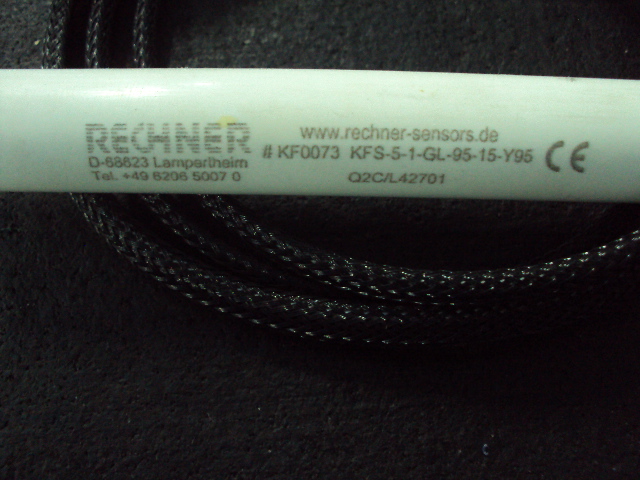 RECHNER
D-68623 Lampertheim
Tel. +49 6206 5007 0
www.rechner-sensors.de
# KF0073 KFS-5-1-GL-95-15-Y95
Q2C/L42701
CE